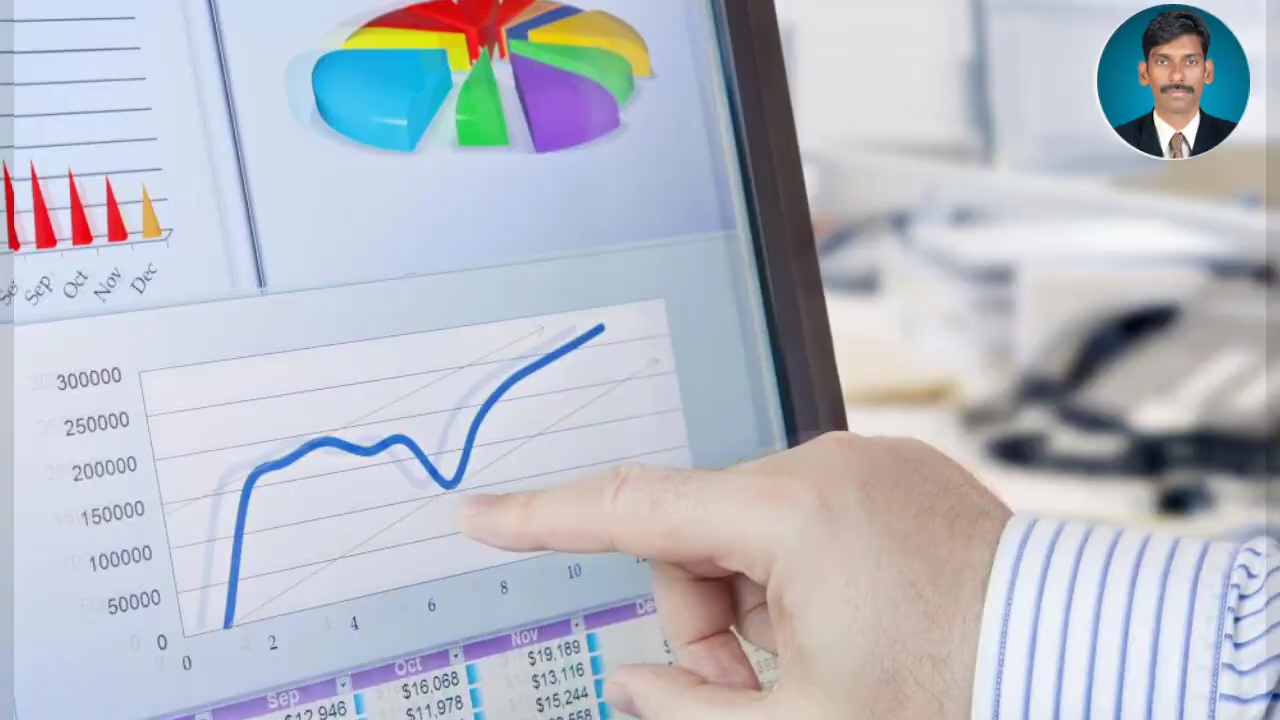 Sep
Oct
Nov
Dec
300000
250000
200000
150000
100000
50000
0
0
2
4
6
8
10
Sep
Oct
Nov
$12,946
$16,068
$19,189
$11,978
$13,116
$15,244